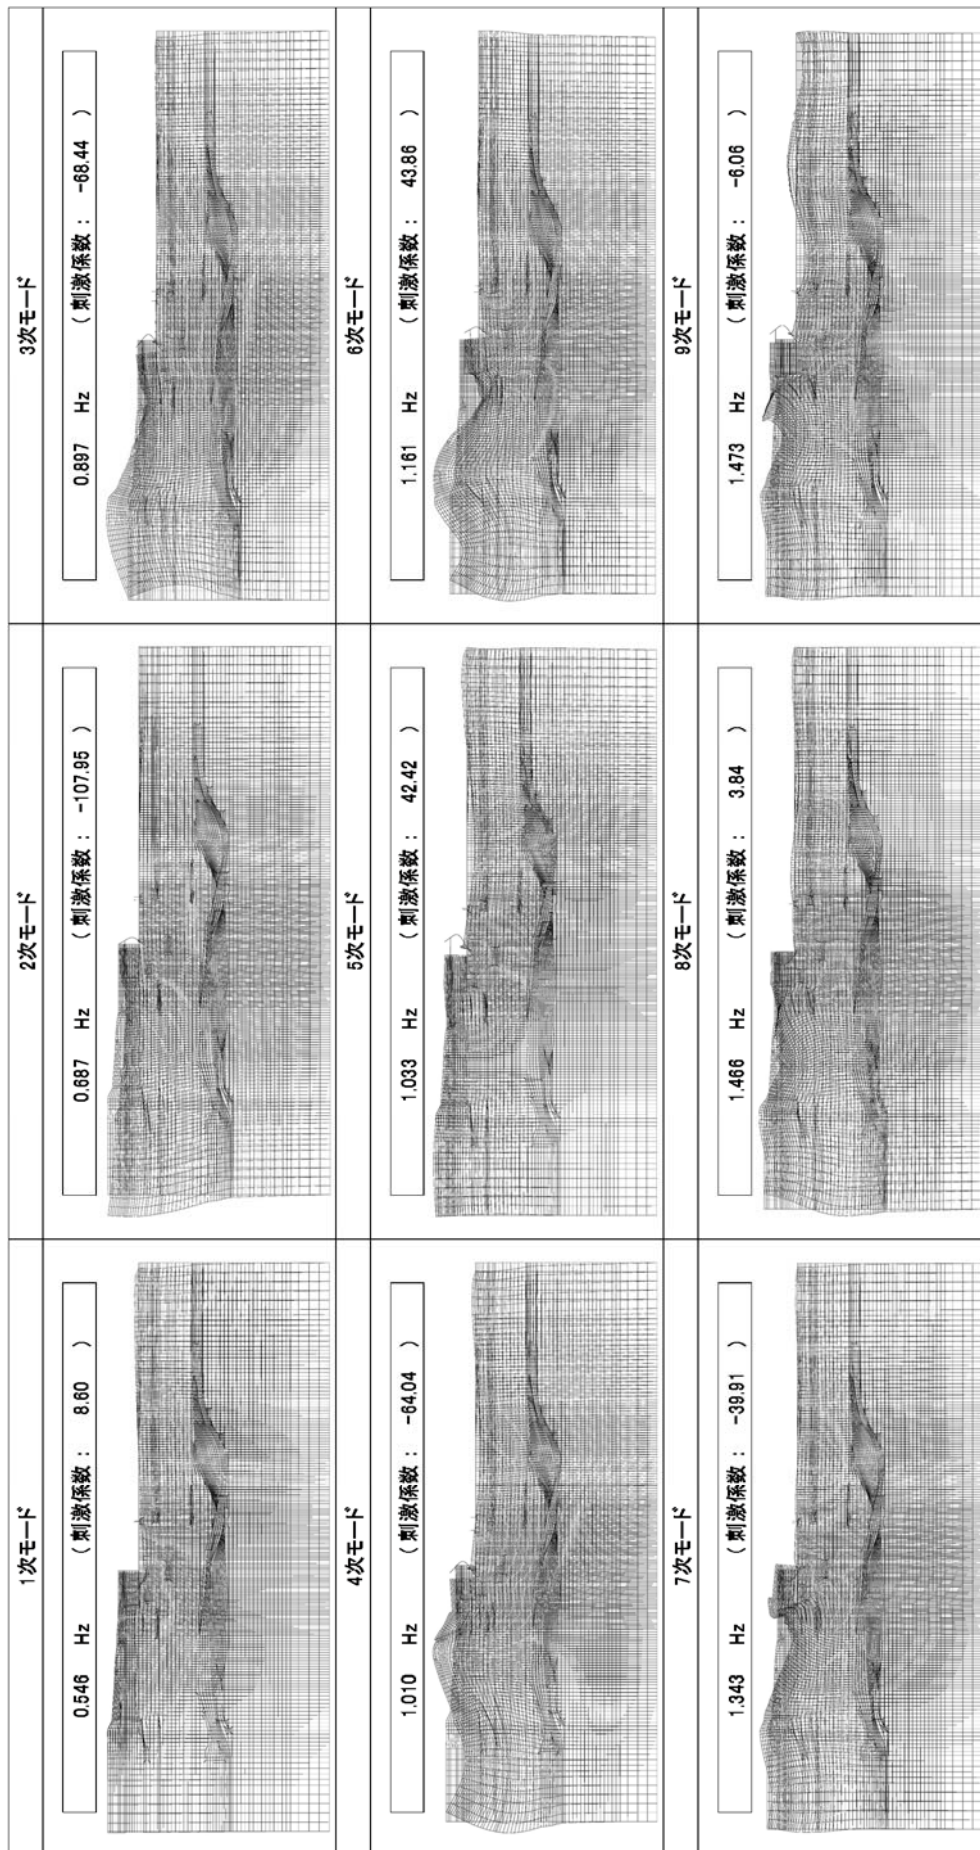 1次モード
0.546 Hz (刺激係数: 8.60 )
2次モード
0.687 Hz (刺激係数: -107.95 )
3次モード
0.897 Hz (刺激係数: -68.44 )
4次モード
1.010 Hz (刺激係数: -64.04 )
5次モード
1.033 Hz (刺激係数: 42.42 )
6次モード
1.161 Hz (刺激係数: 43.86 )
7次モード
1.343 Hz (刺激係数: -39.91 )
8次モード
1.466 Hz (刺激係数: 3.84 )
9次モード
1.473 Hz (刺激係数: -6.06 )